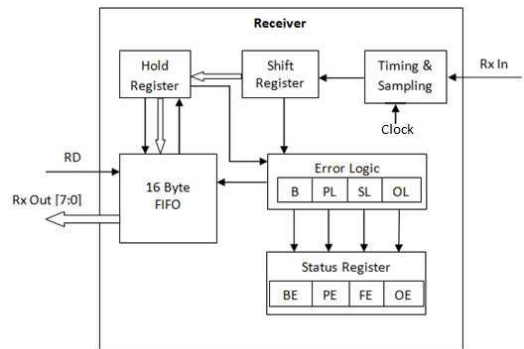 Receiver
Hold
Register
Shift
Register
Timing &
Sampling
Rx In
Clock
RD
Rx Out [7:0]
16 Byte
FIFO
Error Logic
B PL SL OL
Status Register
BE PE FE OE